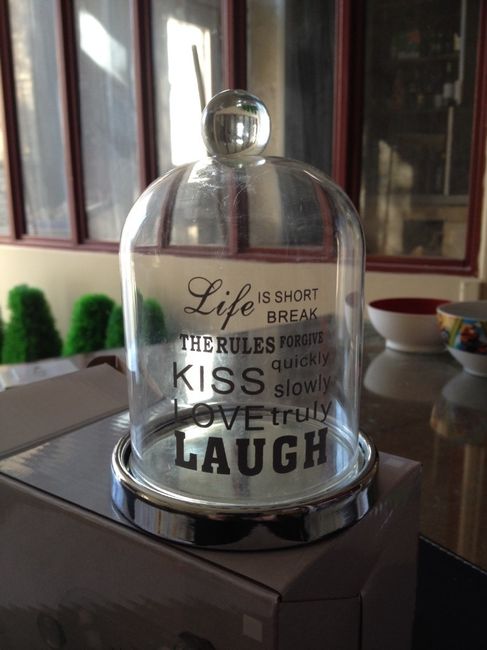 Life IS SHORT
BREAK
THE RULES FORGIVE
quickly
KISS slowly
LOVE truly
LAUGH